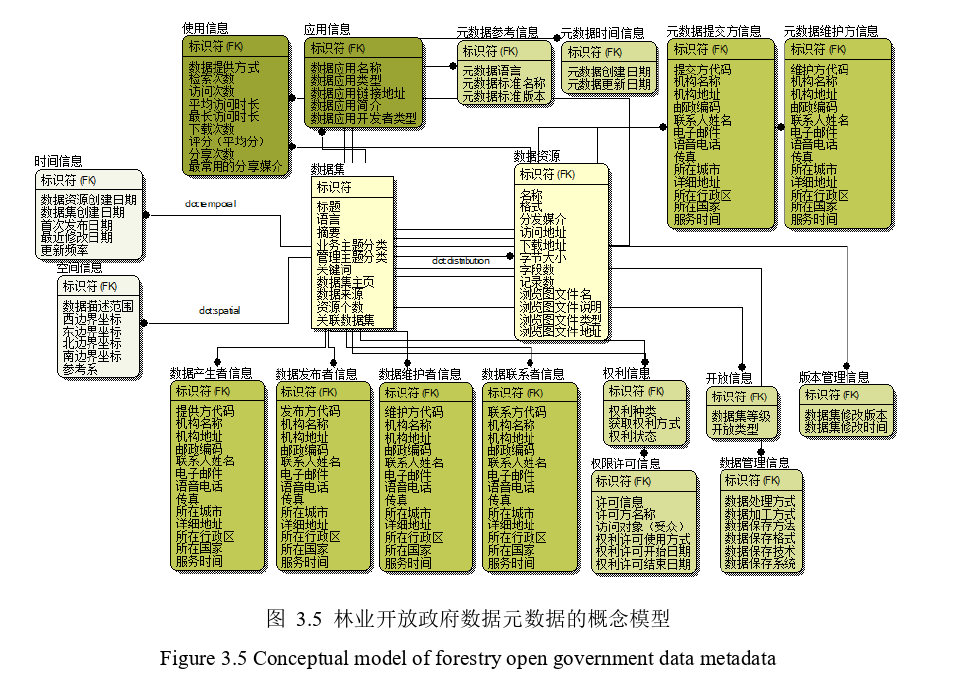 使用信息
标识符 (FK)
数据提供方式
检索次数
访问次数
平均访问时长
最长访问时间
下载次数
评分（平均分）
分享次数
最常用的分享媒介
应用信息
标识符 (FK)
数据应用名称
数据应用类型
数据应用链接地址
数据应用简介
数据应用开发者类型
元数据参考信息
标识符 (FK)
元数据语言
元数据标准名称
元数据标准版本
元数据时间信息
标识符 (FK)
元数据创建日期
元数据更新日期
元数据提交方信息
标识符 (FK)
提交方代码
机构名称
机构地址
邮政编码
联系人姓名
电子邮件
语音电话
传真
所在城市
详细地址
所在行政区
所在国家
服务时间
元数据维护方信息
标识符 (FK)
维护方代码
机构名称
机构地址
邮政编码
联系人姓名
电子邮件
语音电话
传真
所在城市
详细地址
所在行政区
所在国家
服务时间
时间信息
标识符 (FK)
数据资源创建日期
数据集创建日期
首次发布日期
最近修改日期
更新频率
dct:temporal
空间信息
标识符 (FK)
数据描述范围
西边界坐标
东边界坐标
北边界坐标
南边界坐标
参考系
dct:spatial
数据集
标识符
标题
语言
摘要
业务主题分类
管理主题分类
关键词
数据集主页
数据来源
资源个数
关联数据集
dct:distribution
数据资源
标识符 (FK)
名称
格式
分发媒介
访问地址
下载地址
字节大小
字段数
记录数
浏览图文件名
浏览图文件说明
浏览图文件类型
浏览图文件地址
数据产生者信息
标识符 (FK)
提供方代码
机构名称
机构地址
邮政编码
联系人姓名
电子邮件
语音电话
传真
所在城市
详细地址
所在行政区
所在国家
服务时间
数据发布者信息
标识符 (FK)
发布方代码
机构名称
机构地址
邮政编码
联系人姓名
电子邮件
语音电话
传真
所在城市
详细地址
所在行政区
所在国家
服务时间
数据维护者信息
标识符 (FK)
维护方代码
机构名称
机构地址
邮政编码
联系人姓名
电子邮件
语音电话
传真
所在城市
详细地址
所在行政区
所在国家
服务时间
数据联系者信息
标识符 (FK)
联系方代码
机构名称
机构地址
邮政编码
联系人姓名
电子邮件
语音电话
传真
所在城市
详细地址
所在行政区
所在国家
服务时间
权利信息
标识符 (FK)
权利种类
获取权利方式
权利状态
权限许可信息
标识符 (FK)
许可信息
许可方名称
访问对象（受众）
权利许可使用方式
权利许可开始日期
权利许可结束日期
开放信息
标识符 (FK)
数据集等级
开放类型
数据管理信息
标识符 (FK)
数据处理方式
数据加工方式
数据保存方法
数据保存格式
数据保存技术
数据保存系统
版本管理信息
标识符 (FK)
数据集修改版本
数据集修改时间
图 3.5 林业开放政府数据元数据的概念模型
Figure 3.5 Conceptual model of forestry open government data metadata